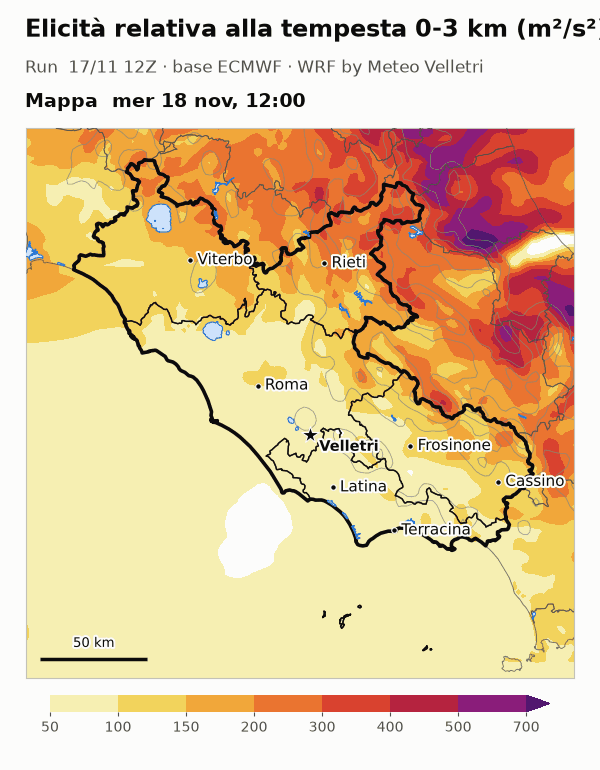 Elicità relativa alla tempesta 0-3 km (m²/s²)
Run 17/11 12Z · base ECMWF · WRF by Meteo Velletri
Mappa mer 18 nov, 12:00
Viterbo
Rieti
Roma
Velletri
Frosinone
Cassino
Latina
Terracina
50 km
50 100 150 200 300 400 500 700